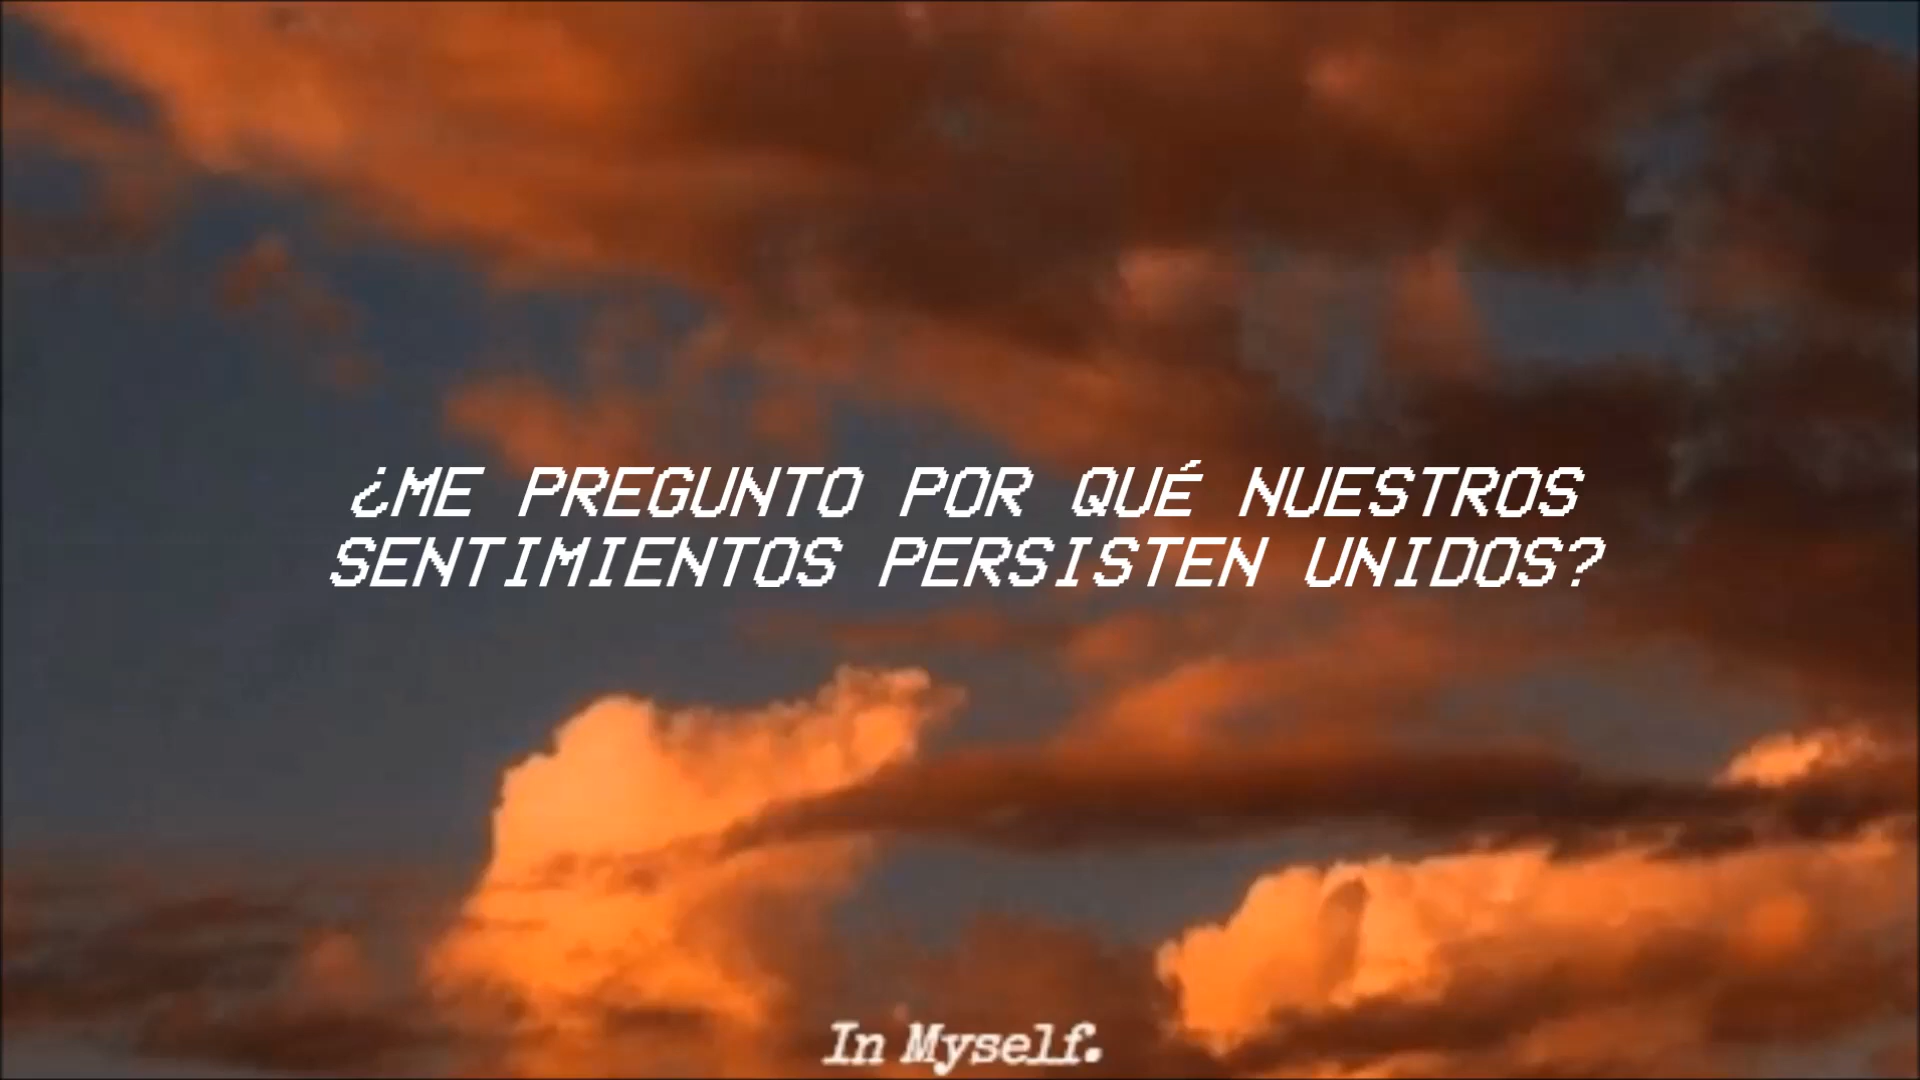 ¿ME PREGUNTO POR QUÉ NUESTROS
SENTIMIENTOS PERSISTEN UNIDOS?
In Myself.